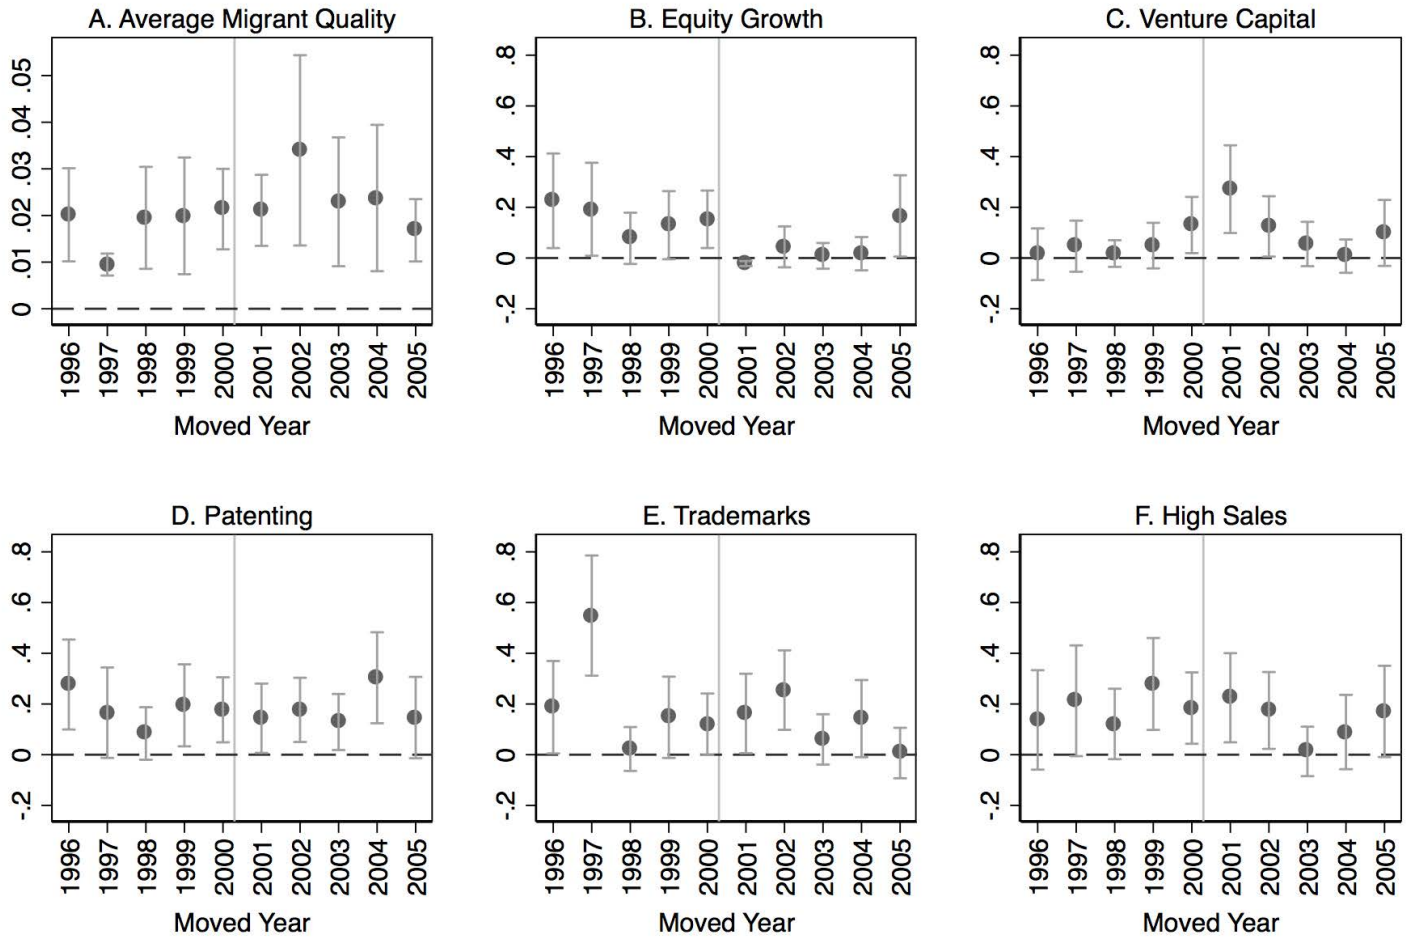 A. Average Migrant Quality
.05
.04
.03
.02
.01
0
1996 1997 1998 1999 2000 2001 2002 2003 2004 2005
Moved Year
B. Equity Growth
.8
.6
.4
.2
0
-.2
1996 1997 1998 1999 2000 2001 2002 2003 2004 2005
Moved Year
C. Venture Capital
.8
.6
.4
.2
0
-.2
1996 1997 1998 1999 2000 2001 2002 2003 2004 2005
Moved Year
D. Patenting
.8
.6
.4
.2
0
-.2
1996 1997 1998 1999 2000 2001 2002 2003 2004 2005
Moved Year
E. Trademarks
.8
.6
.4
.2
0
-.2
1996 1997 1998 1999 2000 2001 2002 2003 2004 2005
Moved Year
F. High Sales
.8
.6
.4
.2
0
-.2
1996 1997 1998 1999 2000 2001 2002 2003 2004 2005
Moved Year